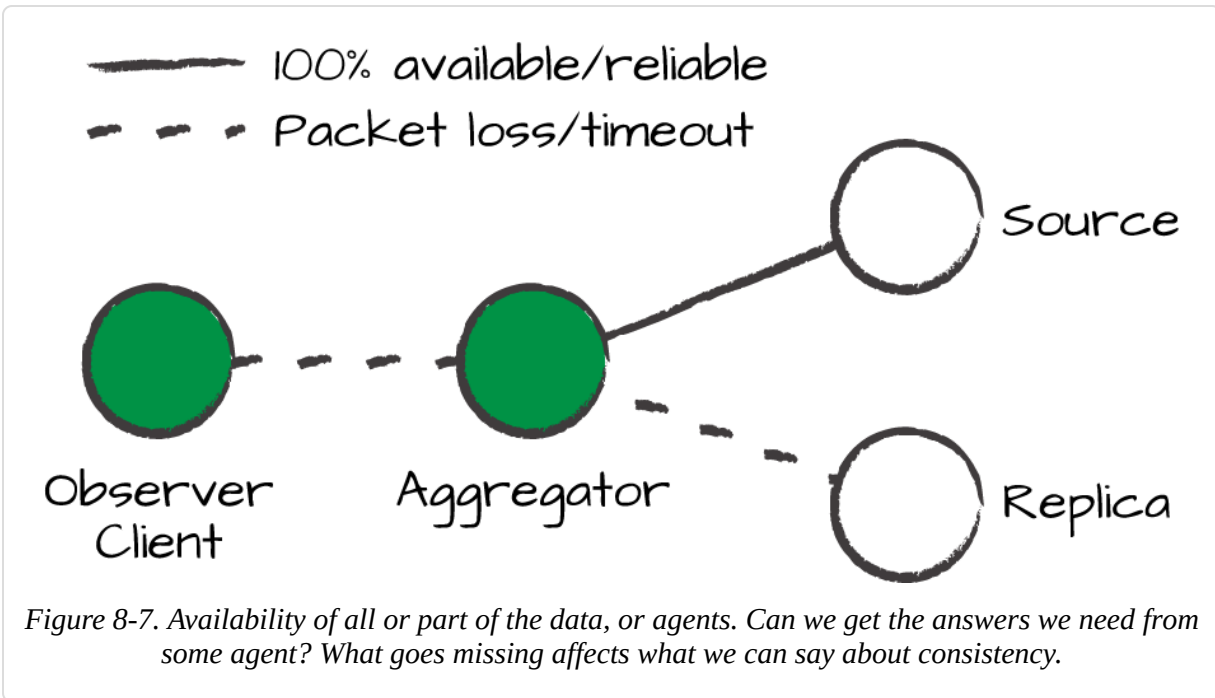 100% available/reliable
Packet loss/timeout
Source
Observer
Client
Aggregator
Replica
Figure 8-7. Availability of all or part of the data, or agents. Can we get the answers we need from
some agent? What goes missing affects what we can say about consistency.